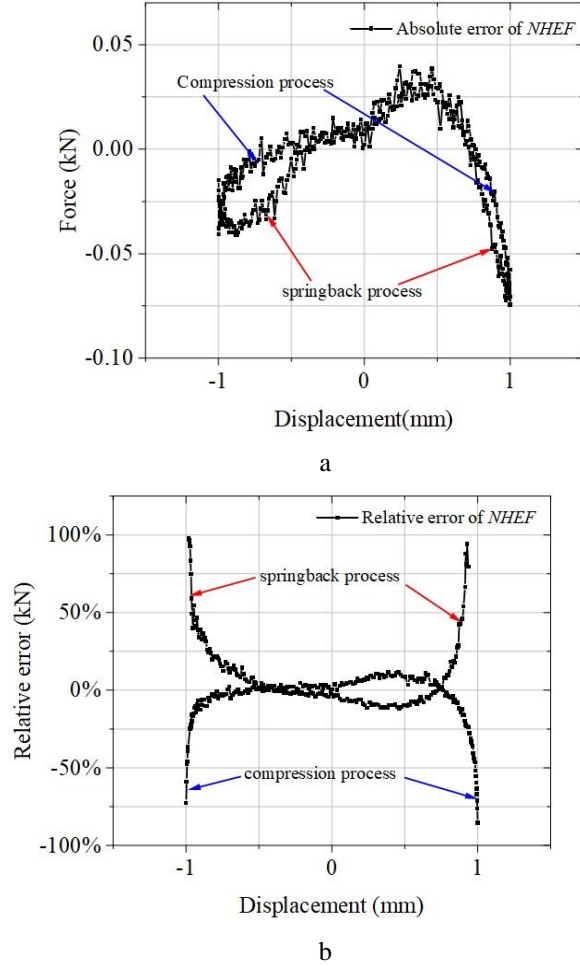 0.05
0.00
-0.05
-0.10
Force (kN)
Absolute error of NHEF
Compression process
springback process
-1
0
1
Displacement(mm)
a
100%
50%
0%
-50%
-100%
Relative error (kN)
Relative error of NHEF
springback process
compression process
-1
0
1
Displacement (mm)
b